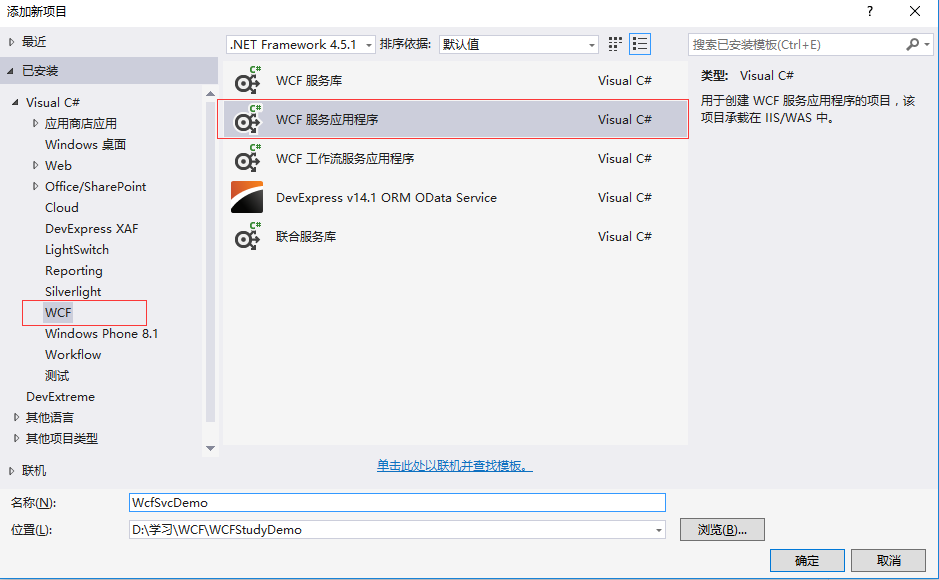 添加新项目
?
最近
.NET Framework 4.5.1
排序依据:
默认值
搜索已安装模板(Ctrl+E)
已安装
Visual C#
应用商店应用
Windows 桌面
Web
Office/SharePoint
Cloud
DevExpress XAF
LightSwitch
Reporting
Silverlight
WCF
Windows Phone 8.1
Workflow
测试
DevExtreme
其他语言
其他项目类型
联机
C# WCF 服务库 Visual C#
C# WCF 服务应用程序 Visual C#
C# WCF 工作流服务应用程序 Visual C#
DevExpress v14.1 ORM OData Service Visual C#
C# 联合服务库 Visual C#
单击此处以联机并查找模板。
类型: Visual C#
用于创建 WCF 服务应用程序的项目，该
项目承载在 IIS/WAS 中。
名称(N): WcfSvcDemo
位置(L): D:\学习\WCF\WCFStudyDemo
浏览(B)...
确定
取消